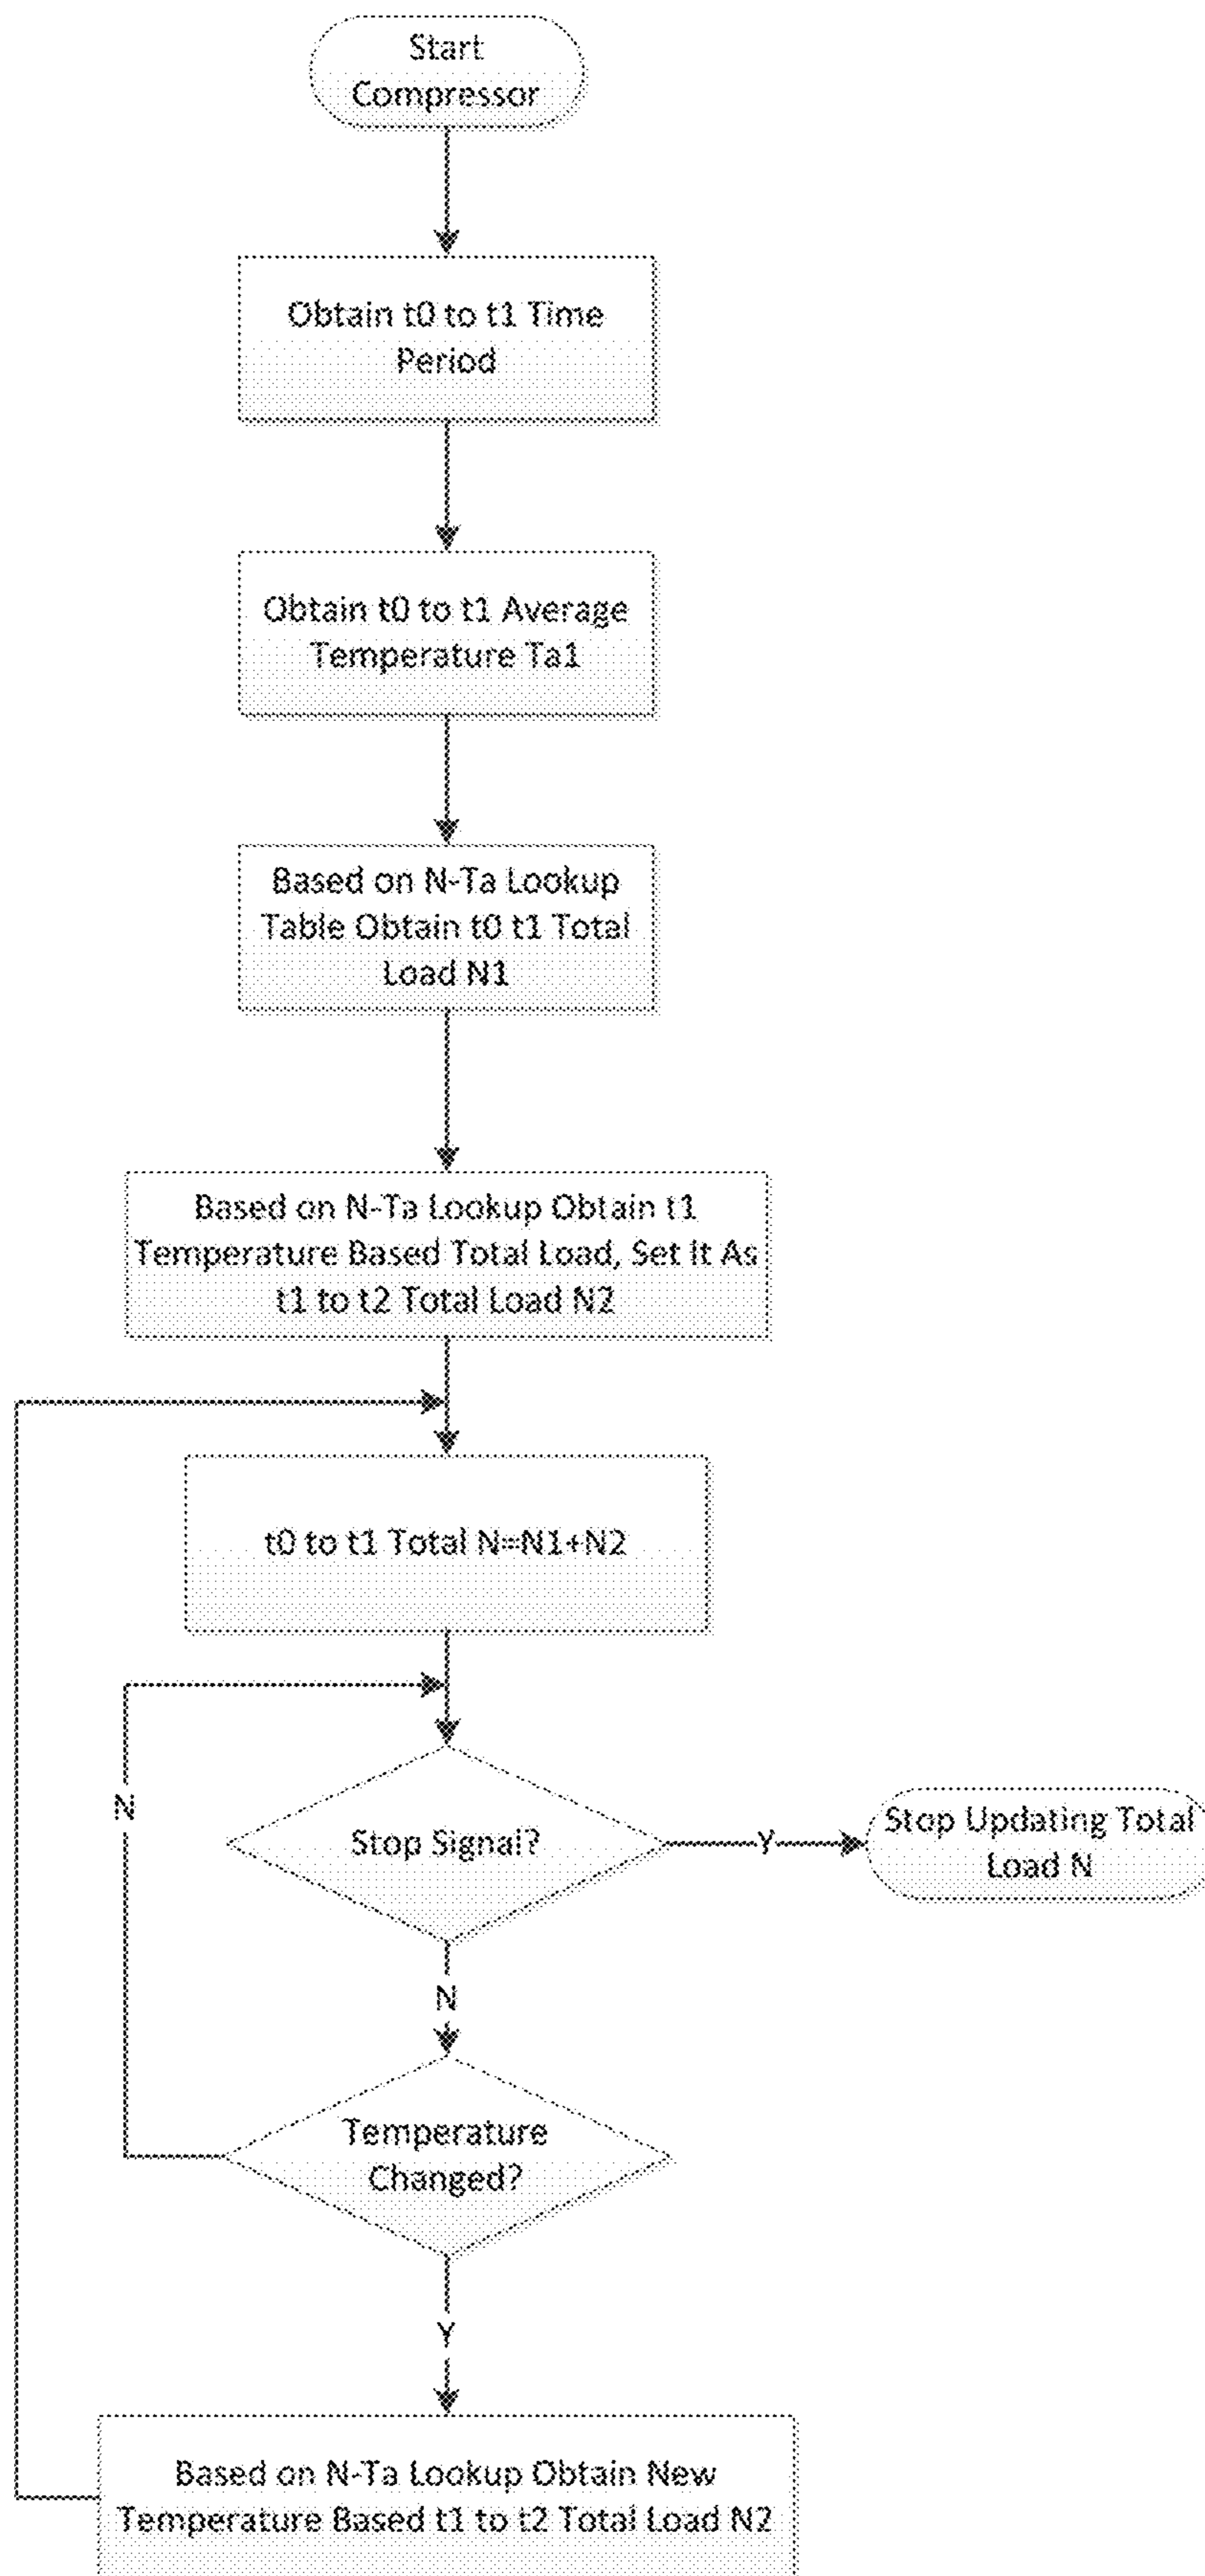 Start
Compressor
Obtain t0 to t1 Time
Period
Obtain t0 to t1 Average
Temperature Ta1
Based on N-Ta Lookup
Table Obtain t0 t1 Total
Load N1
Based on N-Ta Lookup Obtain t1
Temperature Based Total Load, Set It As
t1 to t2 Total Load N2
t0 to t1 Total N=N1+N2
N
Stop Signal?
Y
Stop Updating Total
Load N
N
Temperature
Changed?
Y
Based on N-Ta Lookup Obtain New
Temperature Based t1 to t2 Total Load N2